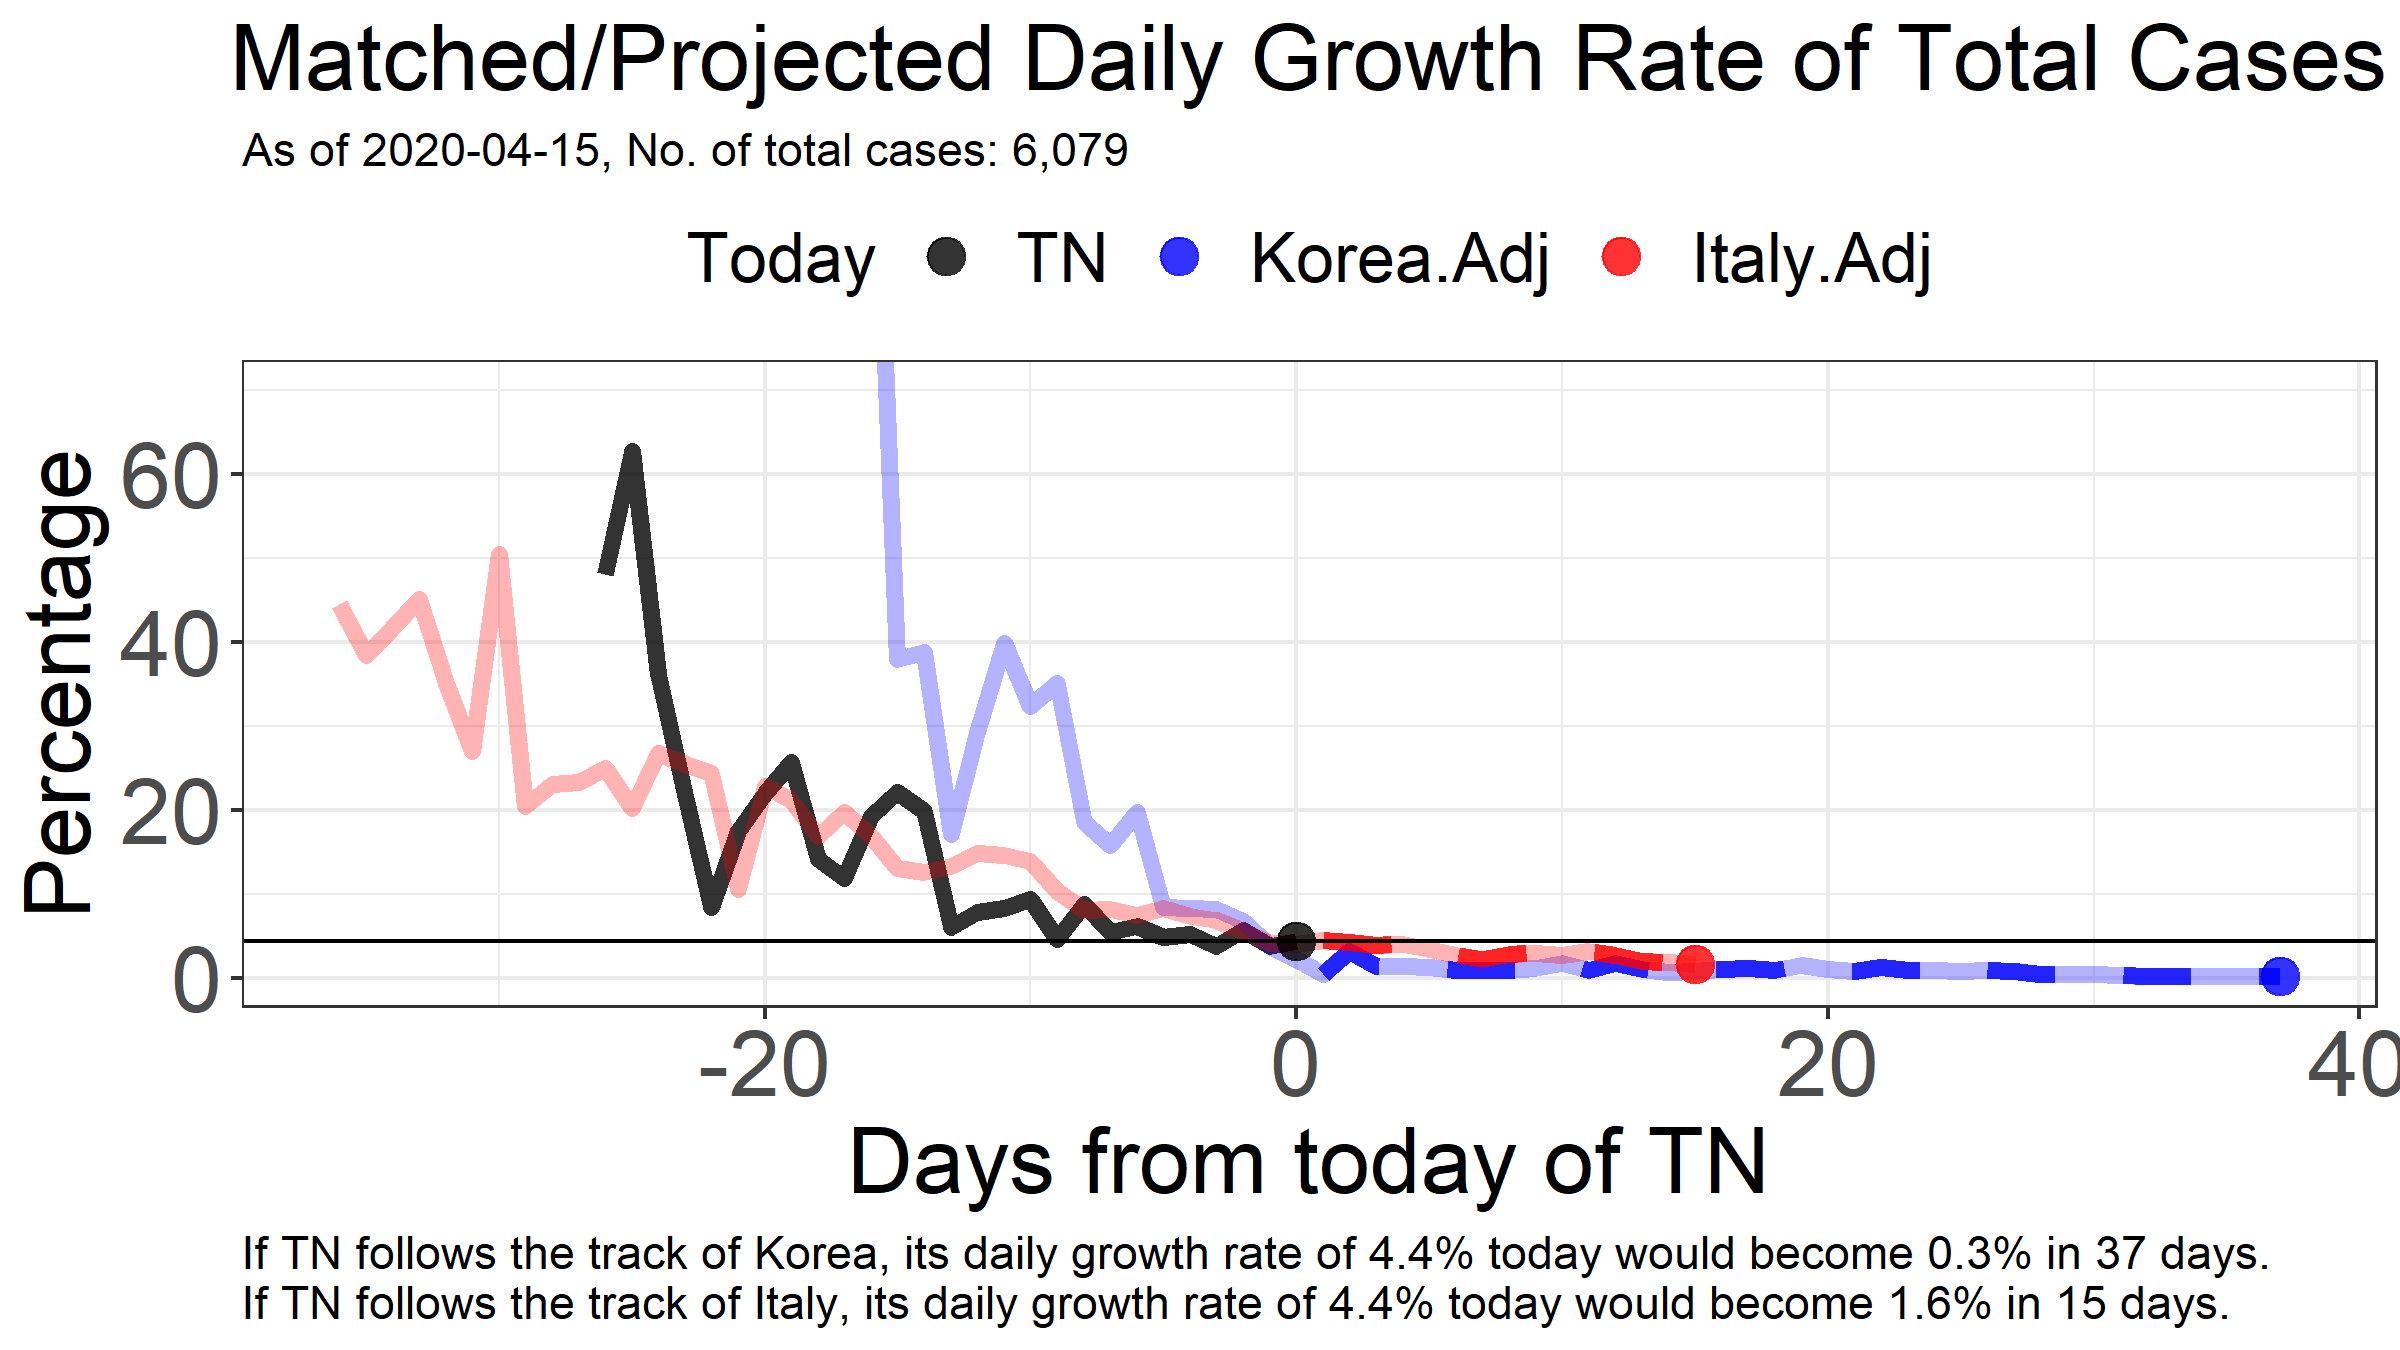 Matched/Projected Daily Growth Rate of Total Cases
As of 2020-04-15, No. of total cases: 6,079
Today TN Korea.Adj Italy.Adj
Percentage
60
40
20
0
-20 0 20 40
Days from today of TN
If TN follows the track of Korea, its daily growth rate of 4.4% today would become 0.3% in 37 days.
If TN follows the track of Italy, its daily growth rate of 4.4% today would become 1.6% in 15 days.